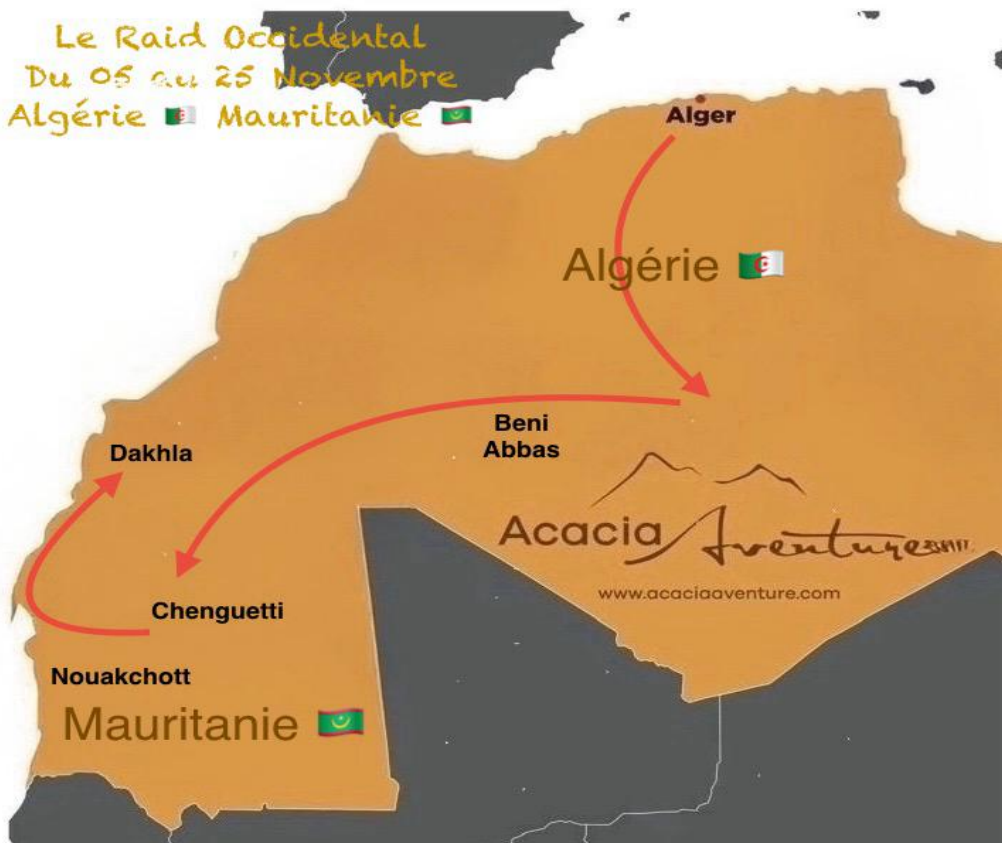 Le Raid Occidental
Du 05 au 25 Novembre
Algérie 🇩🇿 Mauritanie 🇲🇷
Alger
Algérie 🇩🇿
Beni
Abbas
Dakhla
Acacia Aventure
www.acaciaaventure.com
Chenguetti
Nouakchott
Mauritanie 🇲🇷